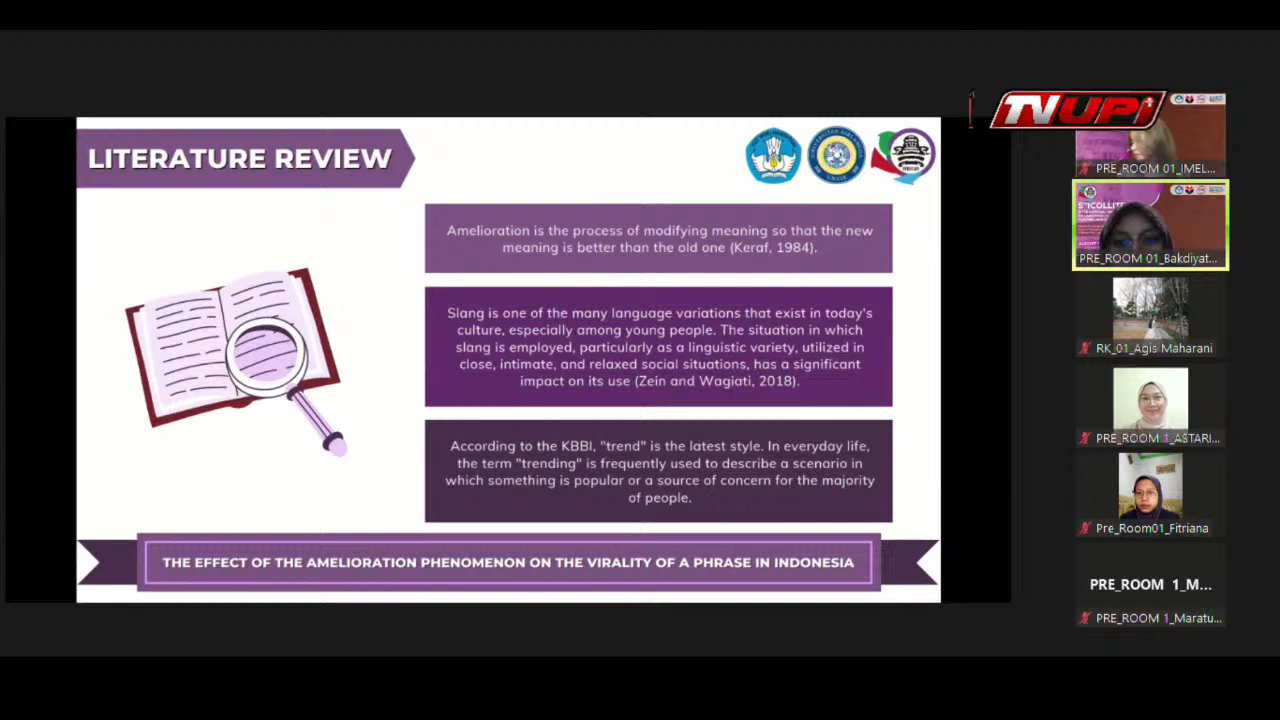 LITERATURE REVIEW
Amelioration is the process of modifying meaning so that the new
meaning is better than the old one (Keraf, 1984).
Slang is one of the many language variations that exist in today's
culture, especially among young people. The situation in which
slang is employed, particularly as a linguistic variety, utilized in
close, intimate, and relaxed social situations, has a significant
impact on its use (Zein and Wagiati, 2018).
According to the KBBI, "trend" is the latest style. In everyday life,
the term "trending" is frequently used to describe a scenario in
which something is popular or a source of concern for the majority
of people.
THE EFFECT OF THE AMELIORATION PHENOMENON ON THE VIRALITY OF A PHRASE IN INDONESIA
TVUPI
PRE_ROOM 01_IMEL...
PRE_ROOM 01_Bakdiyat...
RK_01_Agis Maharani
PRE_ROOM 1_ASTARI...
Pre_Room01_Fitriana
PRE_ROOM 1_M...
PRE_ROOM 1_Maratu...